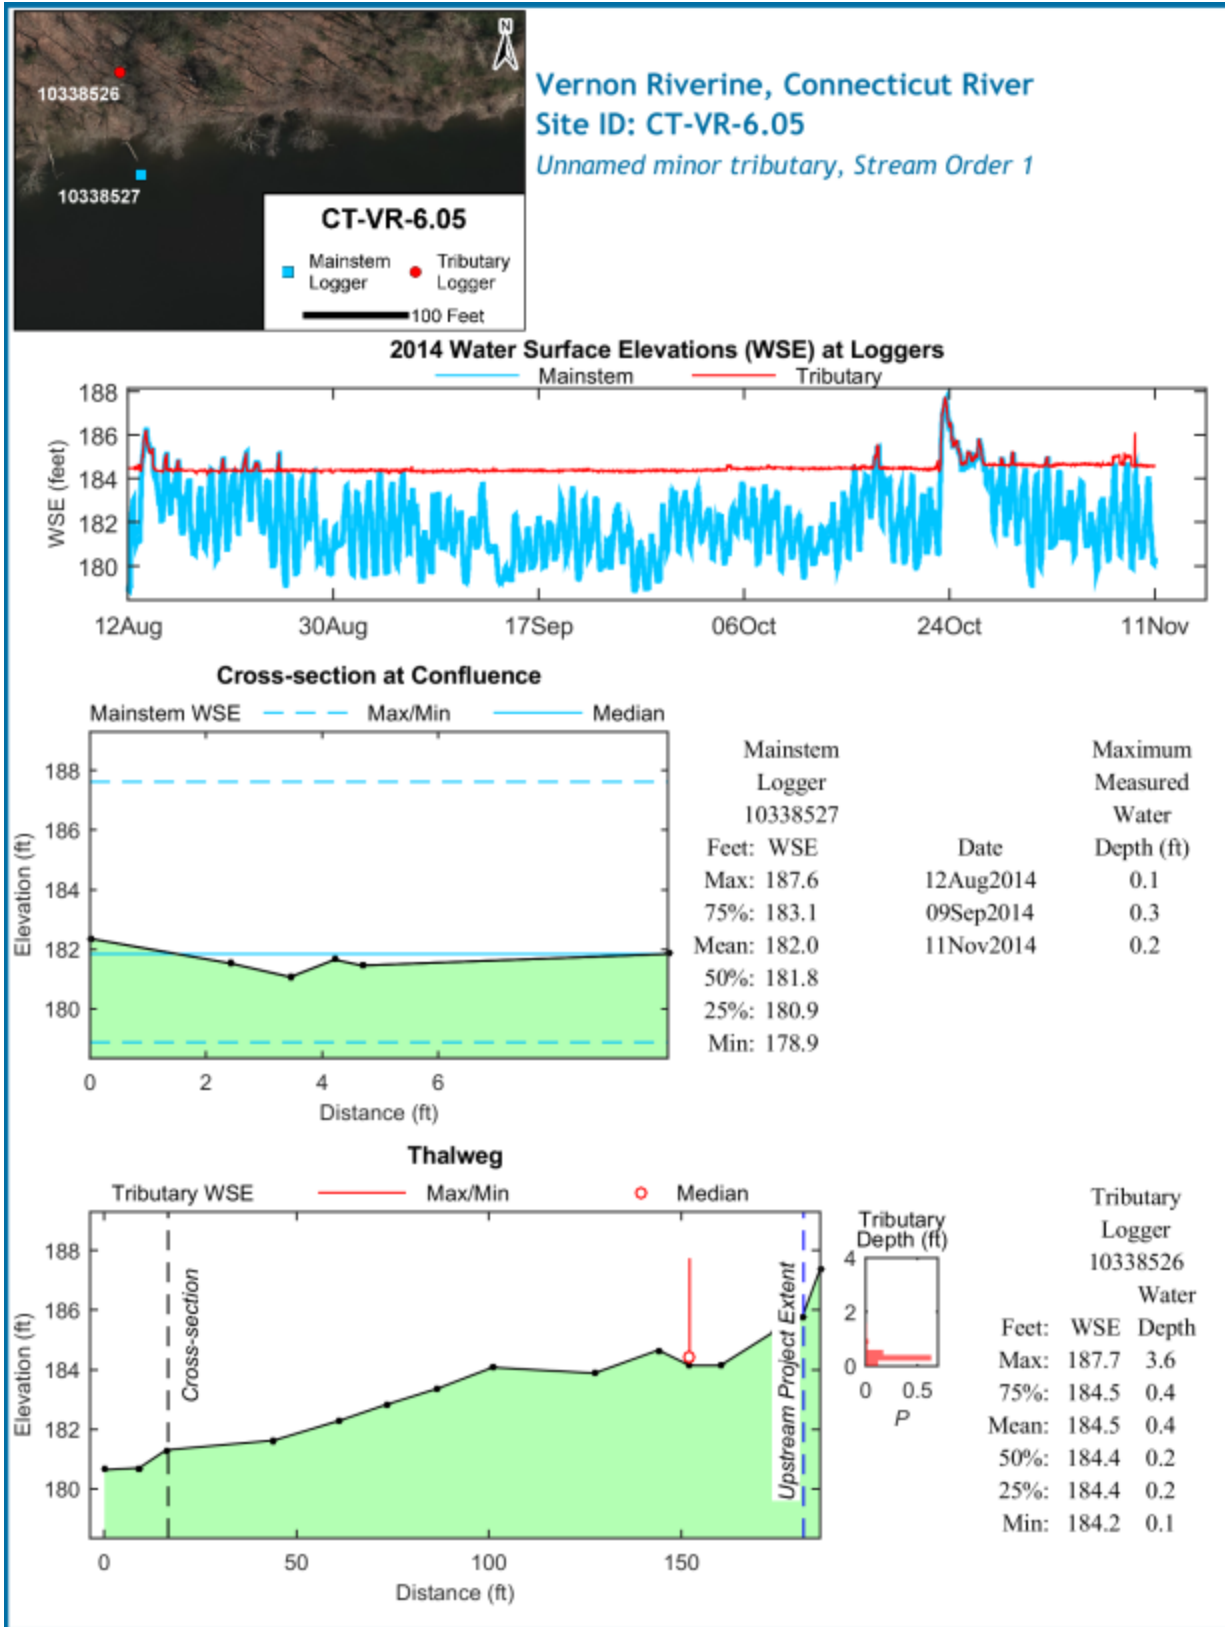 N
10338526
10338527
CT-VR-6.05
Mainstem Logger
Tributary Logger
100 Feet
Vernon Riverine, Connecticut River
Site ID: CT-VR-6.05
Unnamed minor tributary, Stream Order 1
2014 Water Surface Elevations (WSE) at Loggers
Mainstem Tributary
WSE (feet)
188
186
184
182
180
12Aug 30Aug 17Sep 06Oct 24Oct 11Nov
Cross-section at Confluence
Mainstem WSE Max/Min Median
Elevation (ft)
188
186
184
182
180
0 2 4 6
Distance (ft)
Mainstem
Logger
10338527
Feet: WSE
Max: 187.6
75%: 183.1
Mean: 182.0
50%: 181.8
25%: 180.9
Min: 178.9
Maximum
Measured
Water
Date Depth (ft)
12Aug2014 0.1
09Sep2014 0.3
11Nov2014 0.2
Thalweg
Tributary WSE Max/Min Median
Elevation (ft)
188
186
184
182
180
Cross-section
Upstream Project Extent
0 50 100 150
Distance (ft)
Tributary
Depth (ft)
4
2
0
0 0.5
P
Tributary
Logger
10338526
Water
Feet: WSE Depth
Max: 187.7 3.6
75%: 184.5 0.4
Mean: 184.5 0.4
50%: 184.4 0.2
25%: 184.4 0.2
Min: 184.2 0.1